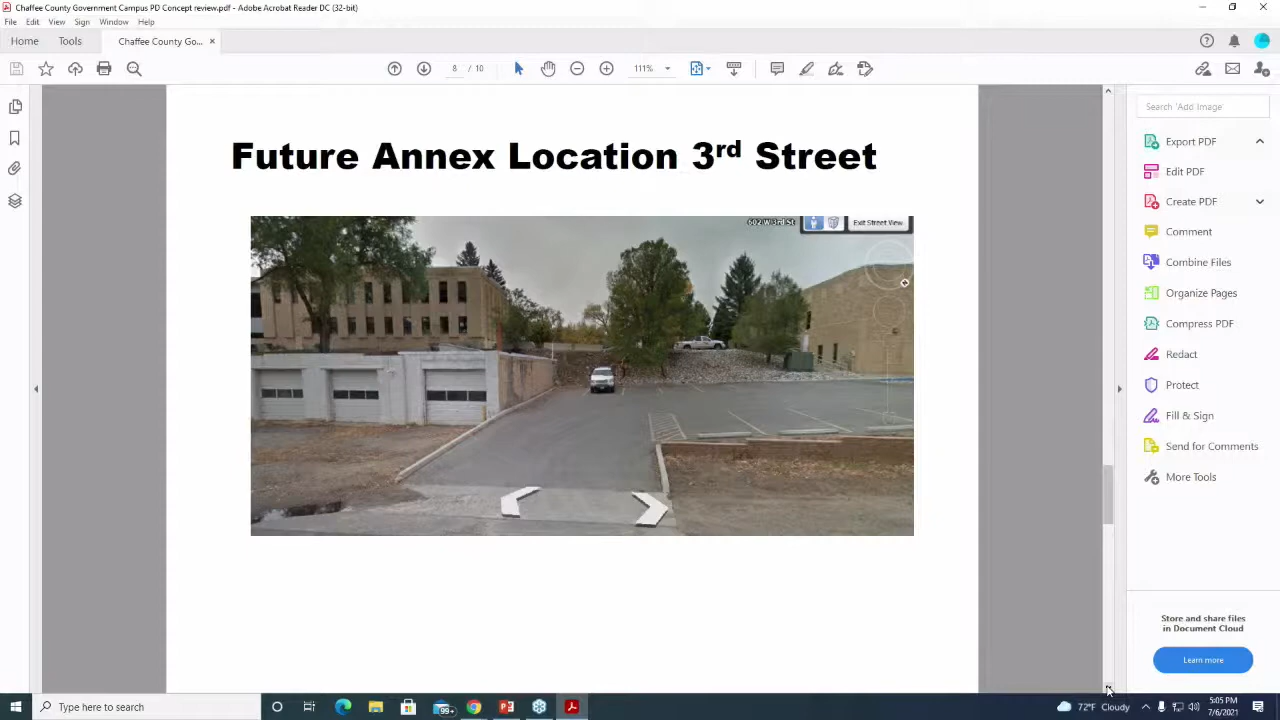 Chaffee County Government Campus PD Concept review.pdf - Adobe Acrobat Reader DC (32-bit)
File Edit View Sign Window Help
Home Tools Chaffee County Go... ×
8 / 10 111%
Search 'Add Image'
Future Annex Location 3rd Street
602 W 3rd St Exit Street View
Export PDF
Edit PDF
Create PDF
Comment
Combine Files
Organize Pages
Compress PDF
Redact
Protect
Fill & Sign
Send for Comments
More Tools
Store and share files
in Document Cloud
Learn more
Type here to search
99+
72°F Cloudy
5:05 PM
7/6/2021